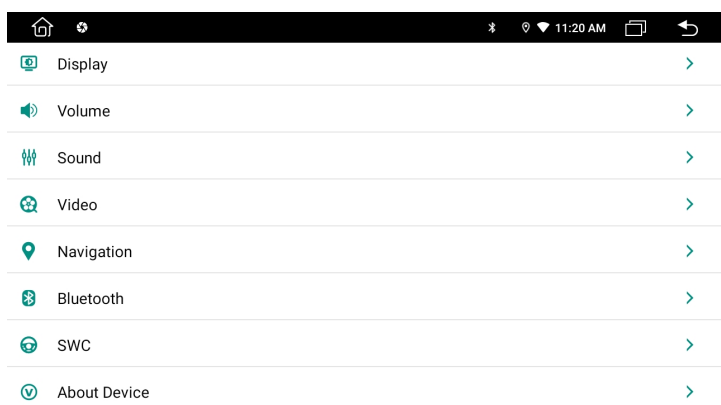 11:20 AM
Display
Volume
Sound
Video
Navigation
Bluetooth
SWC
About Device